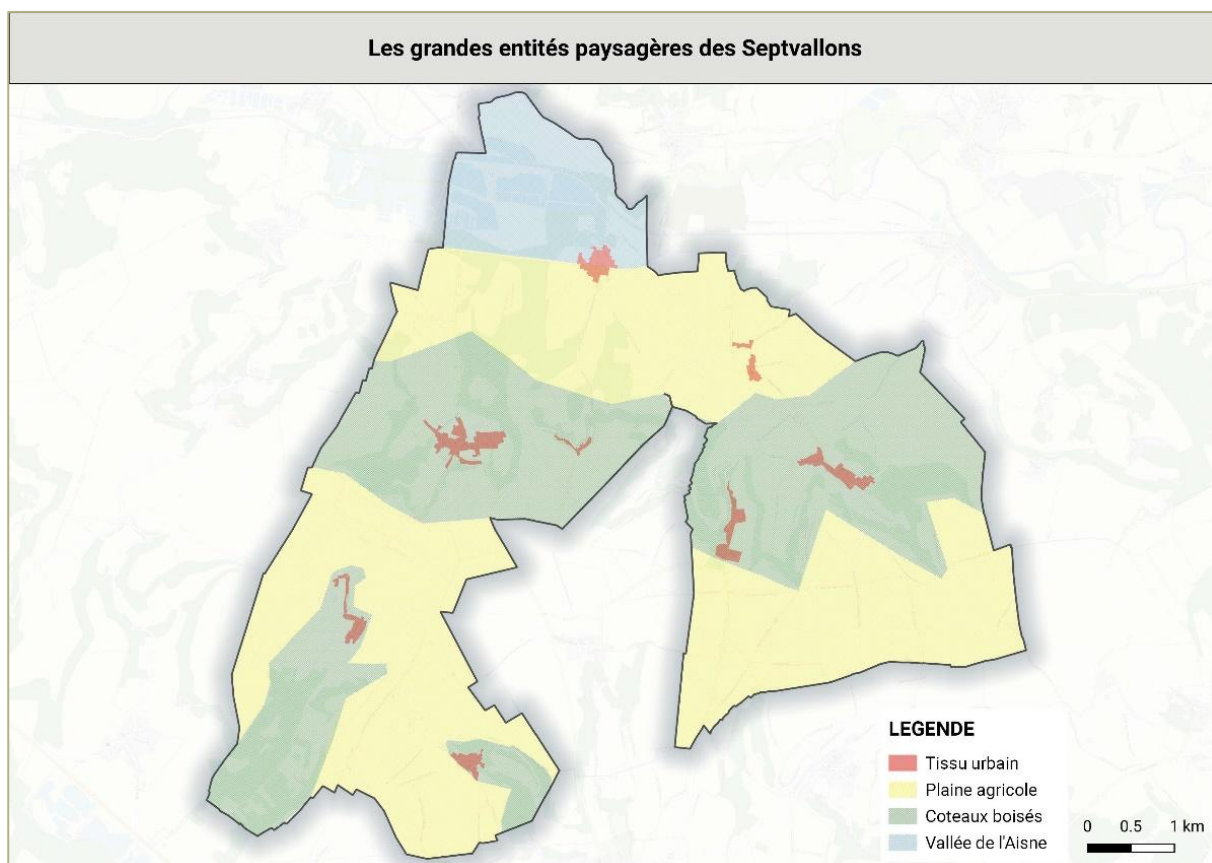 Les grandes entités paysagères des Septvallons
LEGENDE
Tissu urbain
Plaine agricole
Coteaux boisés
Vallée de l'Aisne
0 0.5 1 km